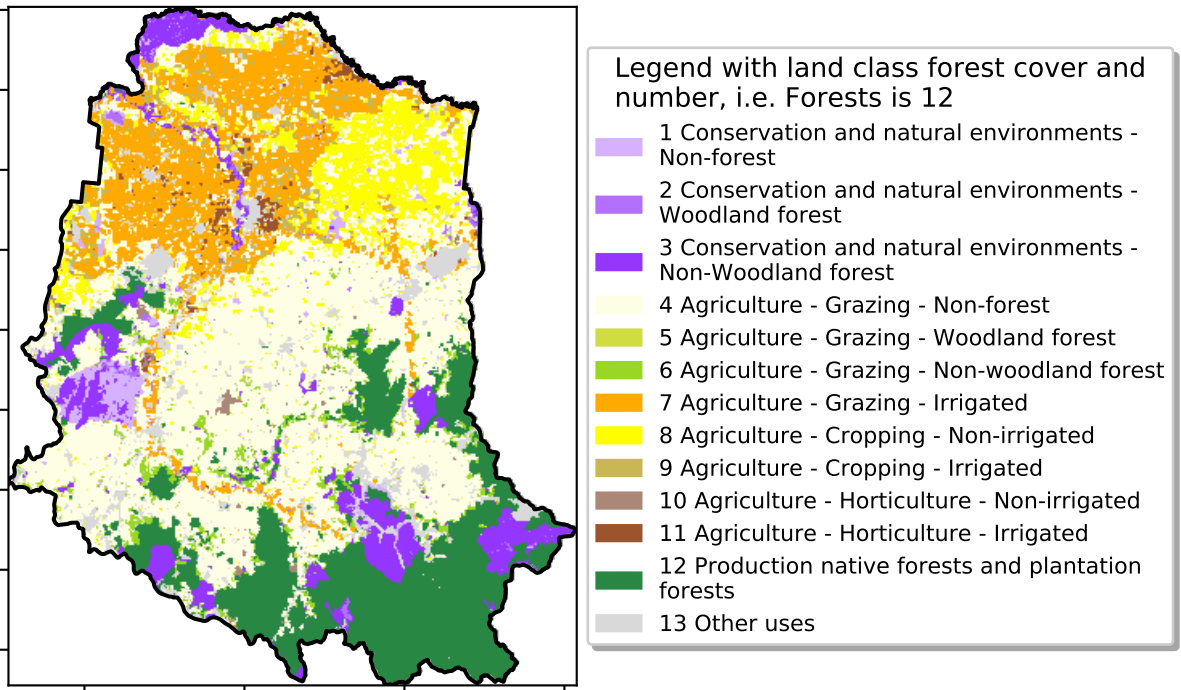 Legend with land class forest cover and
number, i.e. Forests is 12
1 Conservation and natural environments -
Non-forest
2 Conservation and natural environments -
Woodland forest
3 Conservation and natural environments -
Non-Woodland forest
4 Agriculture - Grazing - Non-forest
5 Agriculture - Grazing - Woodland forest
6 Agriculture - Grazing - Non-woodland forest
7 Agriculture - Grazing - Irrigated
8 Agriculture - Cropping - Non-irrigated
9 Agriculture - Cropping - Irrigated
10 Agriculture - Horticulture - Non-irrigated
11 Agriculture - Horticulture - Irrigated
12 Production native forests and plantation
forests
13 Other uses